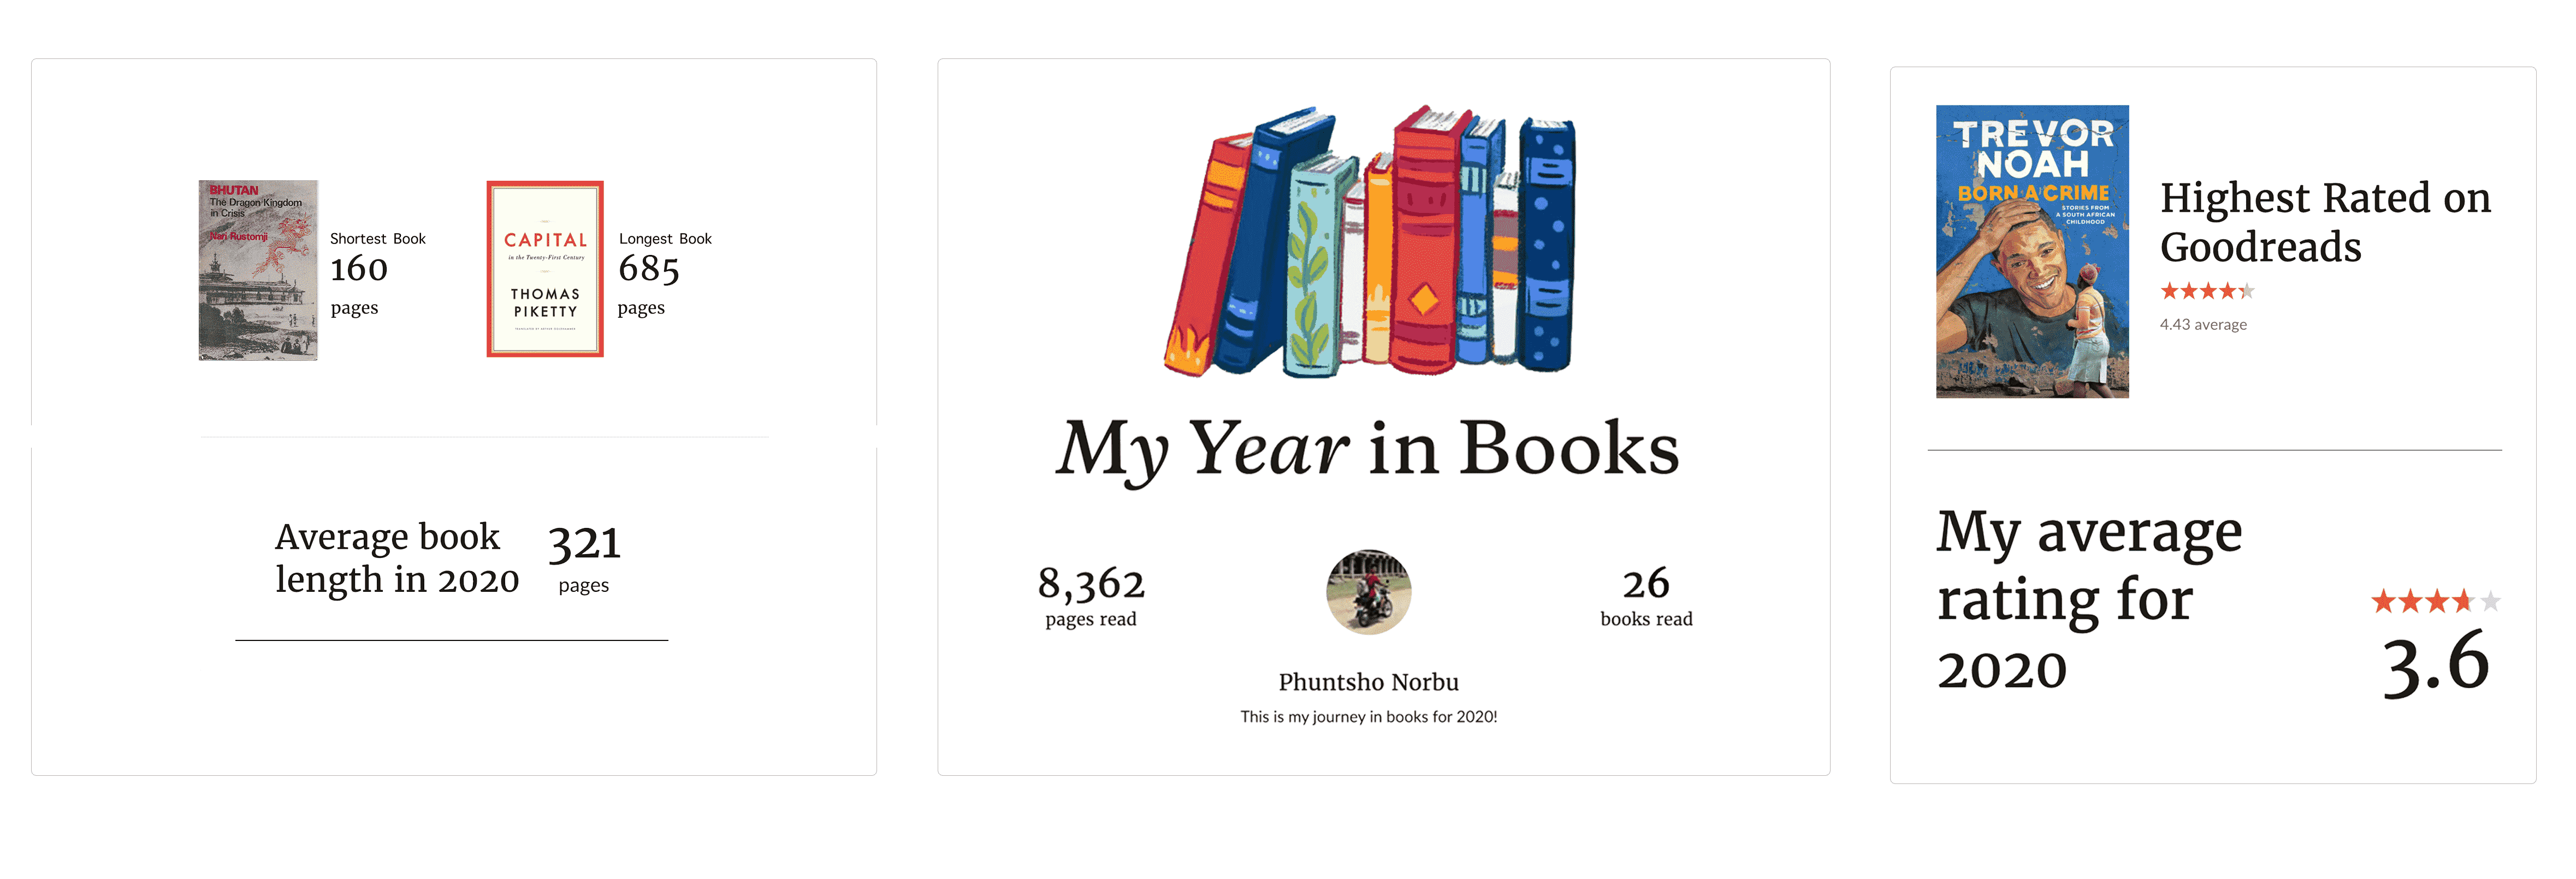 BHUTAN
The Dragon Kingdom
in Crisis
Nari Rustomji
Shortest Book
160
pages
CAPITAL
in the Twenty-First Century
THOMAS
PIKETTY
Longest Book
685
pages
Average book
length in 2020
321
pages
My Year in Books
8,362
pages read
26
books read
Phuntsho Norbu
This is my journey in books for 2020!
TREVOR
NOAH
BORN A CRIME
STORIES FROM
A SOUTH AFRICAN
CHILDHOOD
Highest Rated on
Goodreads
4.43 average
My average
rating for
2020
3.6